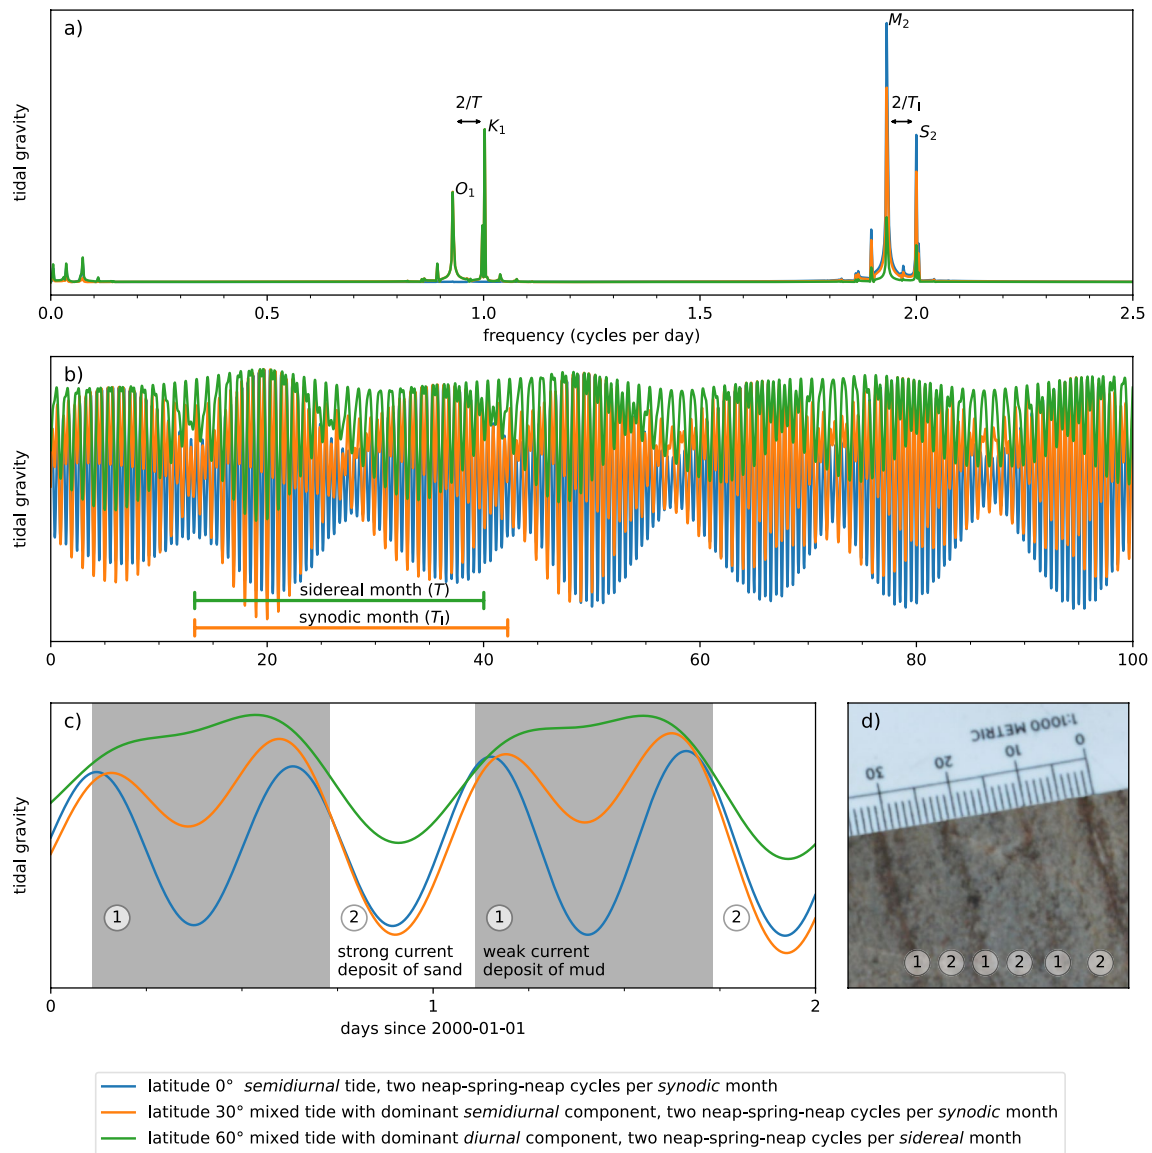 a)
M₂
2/T
K₁
2/Tₗ
S₂
O₁
tidal gravity
0.0 0.5 1.0 1.5 2.0 2.5
frequency (cycles per day)
b)
tidal gravity
sidereal month (T)
synodic month (Tₗ)
0 20 40 60 80 100
c)
tidal gravity
1 2 1 2
strong current
deposit of sand
weak current
deposit of mud
0 1 2
days since 2000-01-01
d)
1:1000 METRIC
30 20 10 0
1 2 1 2 1 2
latitude 0° semidiurnal tide, two neap-spring-neap cycles per synodic month
latitude 30° mixed tide with dominant semidiurnal component, two neap-spring-neap cycles per synodic month
latitude 60° mixed tide with dominant diurnal component, two neap-spring-neap cycles per sidereal month